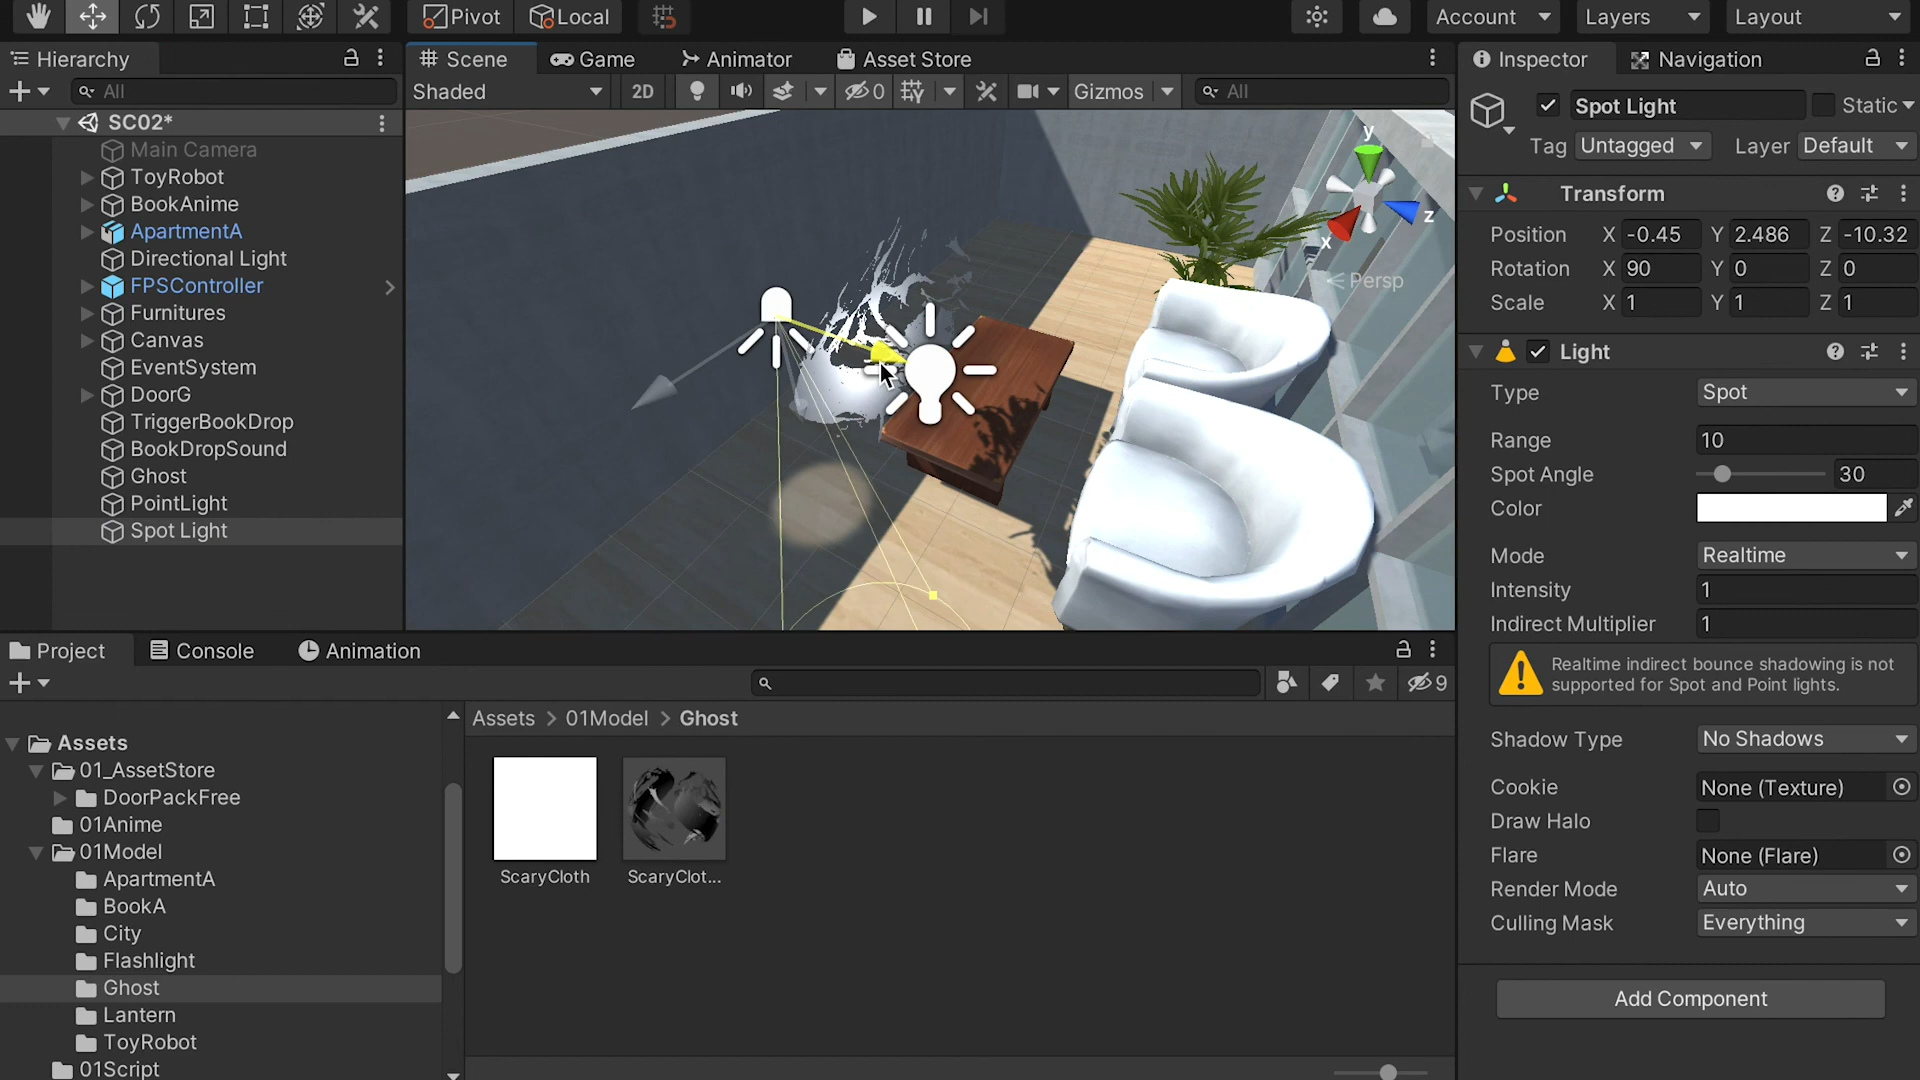 Pivot Local Account Layers Layout
Hierarchy Scene Game Animator Asset Store Inspector Navigation
All Shaded 2D 0 Gizmos All
Spot Light Static
Tag Untagged Layer Default
SC02*
Main Camera
ToyRobot
BookAnime
ApartmentA
Directional Light
FPSController
Furnitures
Canvas
EventSystem
DoorG
TriggerBookDrop
BookDropSound
Ghost
PointLight
Spot Light
y
z
x
Persp
Transform
Position X -0.45 Y 2.486 Z -10.32
Rotation X 90 Y 0 Z 0
Scale X 1 Y 1 Z 1
Light
Type Spot
Range 10
Spot Angle 30
Color
Mode Realtime
Intensity 1
Indirect Multiplier 1
Realtime indirect bounce shadowing is not
supported for Spot and Point lights.
Shadow Type No Shadows
Cookie None (Texture)
Draw Halo
Flare None (Flare)
Render Mode Auto
Culling Mask Everything
Add Component
Project Console Animation
9
Assets > 01Model > Ghost
Assets
01_AssetStore
DoorPackFree
01Anime
01Model
ApartmentA
BookA
City
Flashlight
Ghost
Lantern
ToyRobot
01Script
ScaryCloth ScaryClot...